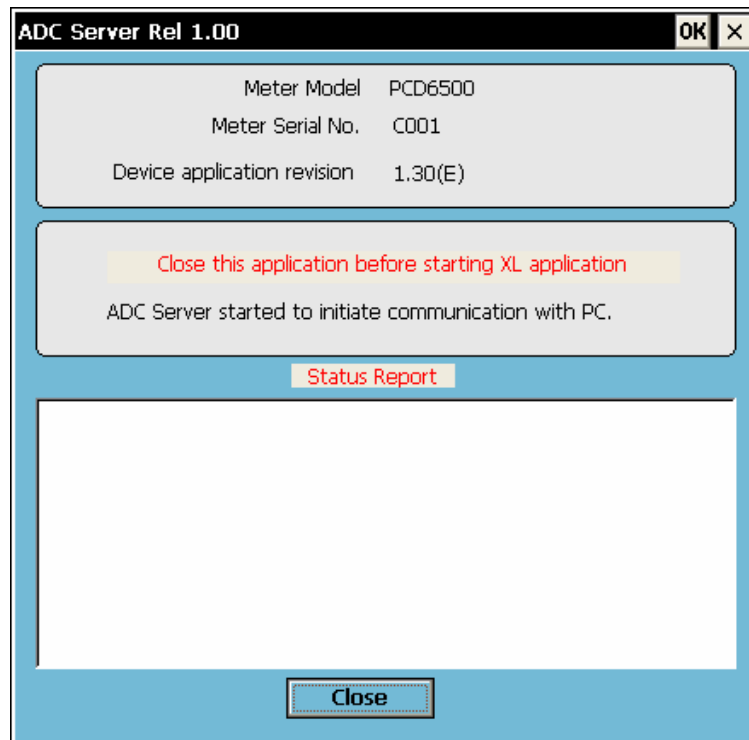 ADC Server Rel 1.00 OK ×
Meter Model PCD6500
Meter Serial No. C001
Device application revision 1.30(E)
Close this application before starting XL application
ADC Server started to initiate communication with PC.
Status Report
Close